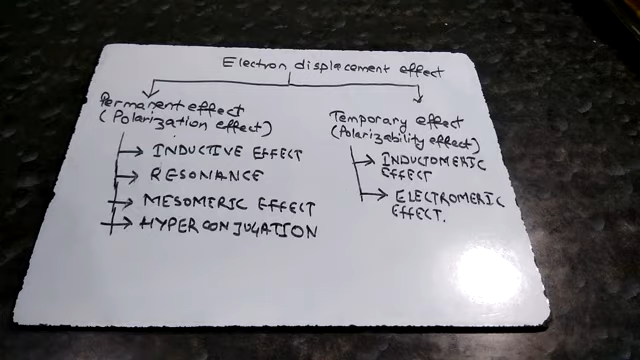 Electron displacement effect
Permanent effect
(Polarization effect)
INDUCTIVE EFFECT
RESONANCE
MESOMERIC EFFECT
HYPERCONJUGATION
Temporary effect
(Polarizability effect)
INDUCTOMERIC
EFFECT
ELECTROMERIC
EFFECT.